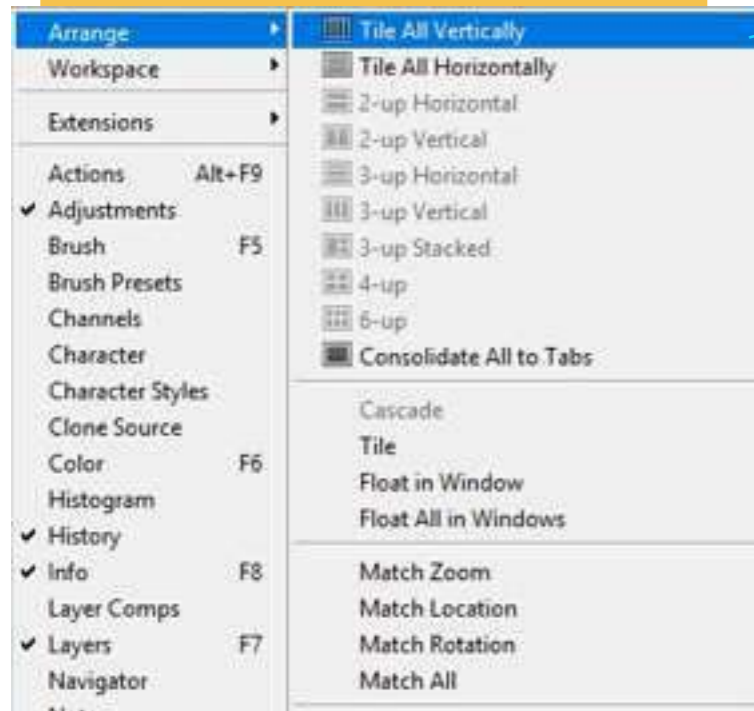 Arrange
Workspace
Extensions
Actions Alt+F9
Adjustments
Brush F5
Brush Presets
Channels
Character
Character Styles
Clone Source
Color F6
Histogram
History
Info F8
Layer Comps
Layers F7
Navigator
Tile All Vertically
Tile All Horizontally
2-up Horizontal
2-up Vertical
3-up Horizontal
3-up Vertical
3-up Stacked
4-up
6-up
Consolidate All to Tabs
Cascade
Tile
Float in Window
Float All in Windows
Match Zoom
Match Location
Match Rotation
Match All